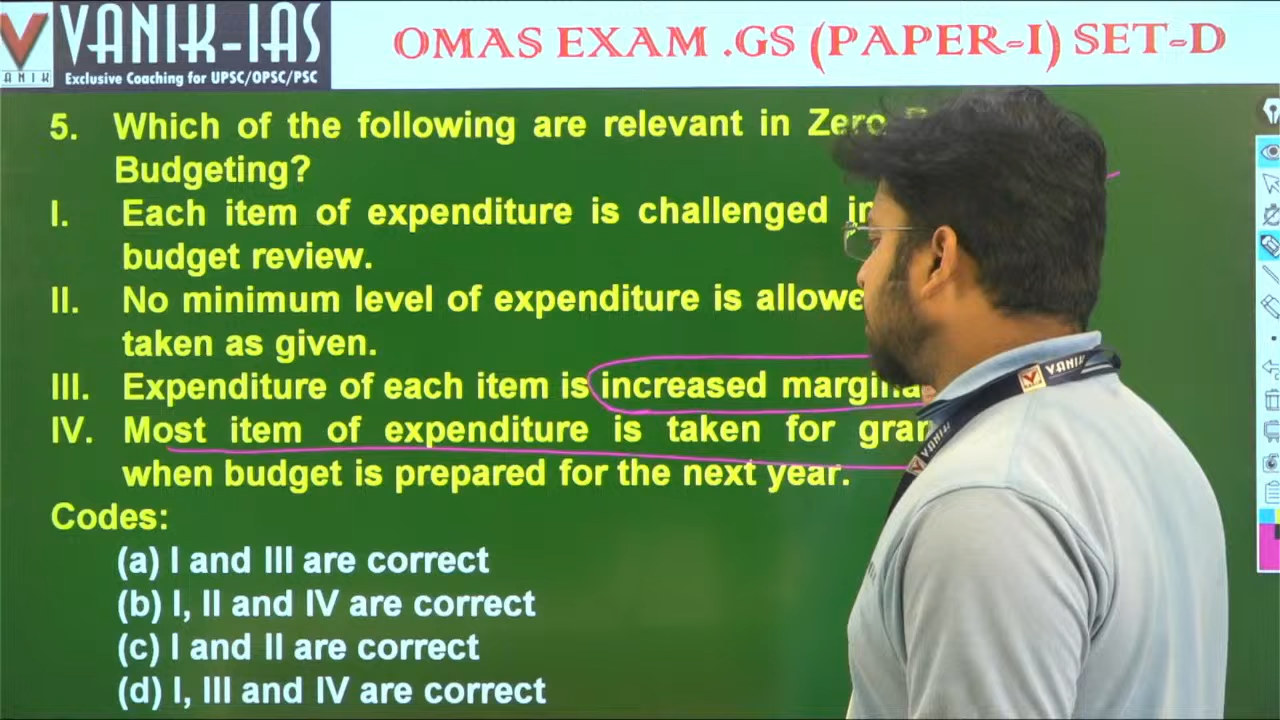 VANIK-IAS
VANIK
Exclusive Coaching for UPSC/OPSC/PSC
OMAS EXAM .GS (PAPER-I) SET-D
5. Which of the following are relevant in Zero
Budgeting?
I. Each item of expenditure is challenged in
budget review.
II. No minimum level of expenditure is
taken as given.
III. Expenditure of each item is increased
IV. Most item of expenditure is taken for
when budget is prepared for the next year.
Codes:
(a) I and III are correct
(b) I, II and IV are correct
(c) I and II are correct
(d) I, III and IV are correct
VANIK
VANIK